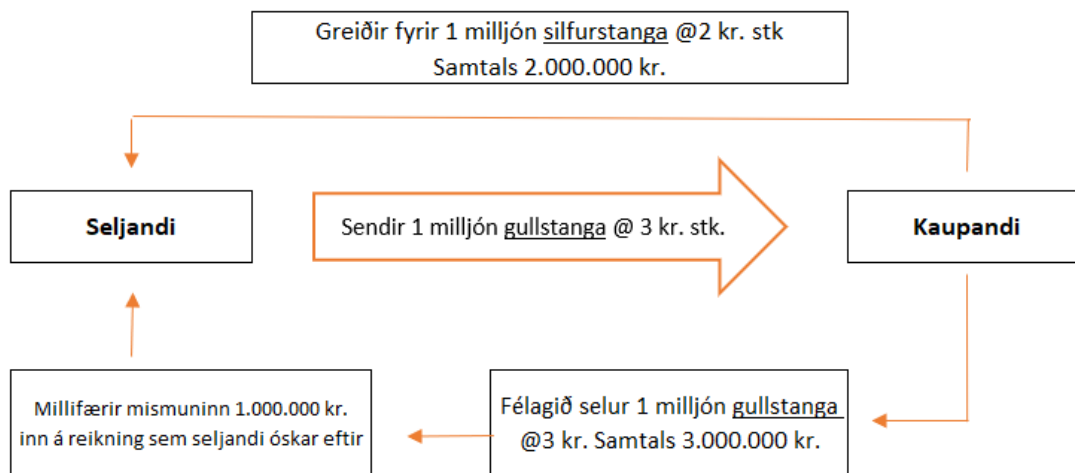 Greiðir fyrir 1 milljón silfurstanga @2 kr. stk
Samtals 2.000.000 kr.
Seljandi
Sendir 1 milljón gullstanga @ 3 kr. stk.
Kaupandi
Millifærir mismuninn 1.000.000 kr.
inn á reikning sem seljandi óskar eftir
Félagið selur 1 milljón gullstanga
@3 kr. Samtals 3.000.000 kr.